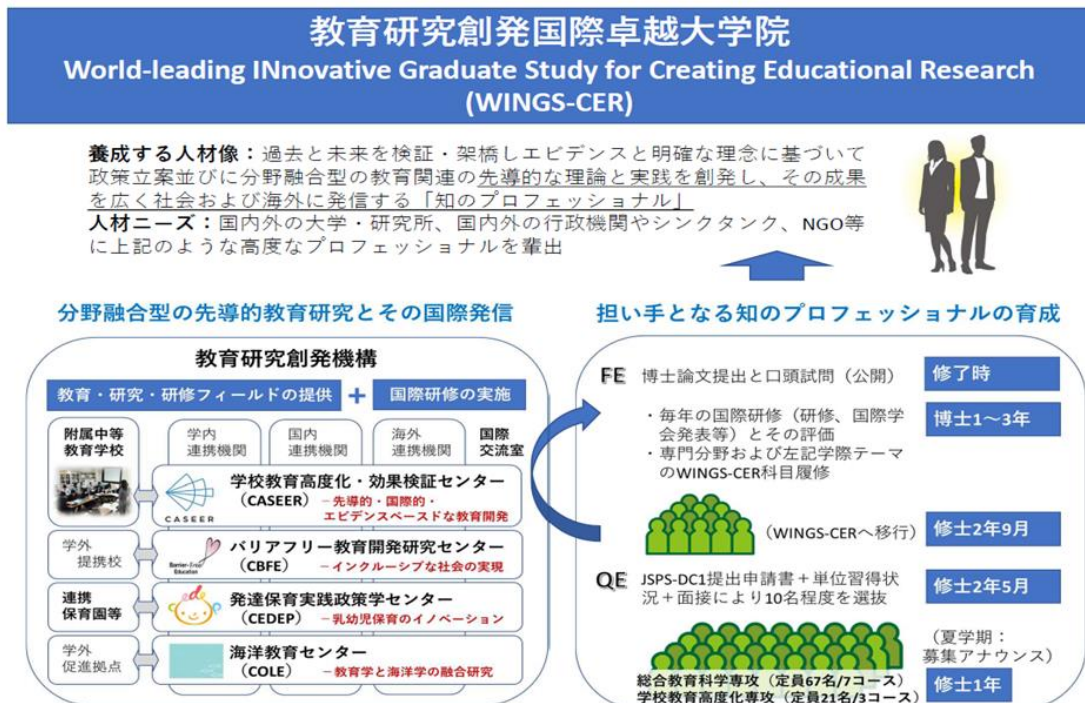 教育研究創発国際卓越大学院
World-leading INnovative Graduate Study for Creating Educational Research
(WINGS-CER)
養成する人材像：過去と未来を検証・架橋しエビデンスと明確な理念に基づいて
政策立案並びに分野融合型の教育関連の先導的な理論と実践を創発し、その成果
を広く社会および海外に発信する「知のプロフェッショナル」
人材ニーズ：国内外の大学・研究所、国内外の行政機関やシンクタンク、NGO等
に上記のような高度なプロフェッショナルを輩出
分野融合型の先導的教育研究とその国際発信
教育研究創発機構
教育・研究・研修フィールドの提供
+
国際研修の実施
附属中等
教育学校
学内
連携機関
国内
連携機関
海外
連携機関
国際
交流室
CASEER
学校教育高度化・効果検証センター
（CASEER） －先導的・国際的・
エビデンスベースドな教育開発
学外
提携校
Barrier-Free
Education
バリアフリー教育開発研究センター
（CBFE） －インクルーシブな社会の実現
連携
保育園等
cedep
発達保育実践政策学センター
（CEDEP） －乳幼児保育のイノベーション
学外
促進拠点
海洋教育センター
（COLE） －教育学と海洋学の融合研究
担い手となる知のプロフェッショナルの育成
FE 博士論文提出と口頭試問（公開）
修了時
・毎年の国際研修（研修、国際学
会発表等）とその評価
・専門分野および左記学際テーマ
のWINGS-CER科目履修
博士1～3年
（WINGS-CERへ移行）
修士2年9月
QE JSPS-DC1提出申請書＋単位習得状
況＋面接により10名程度を選抜
修士2年5月
（夏学期：
募集アナウンス）
総合教育科学専攻（定員67名/7コース）
学校教育高度化専攻（定員21名/3コース）
修士1年